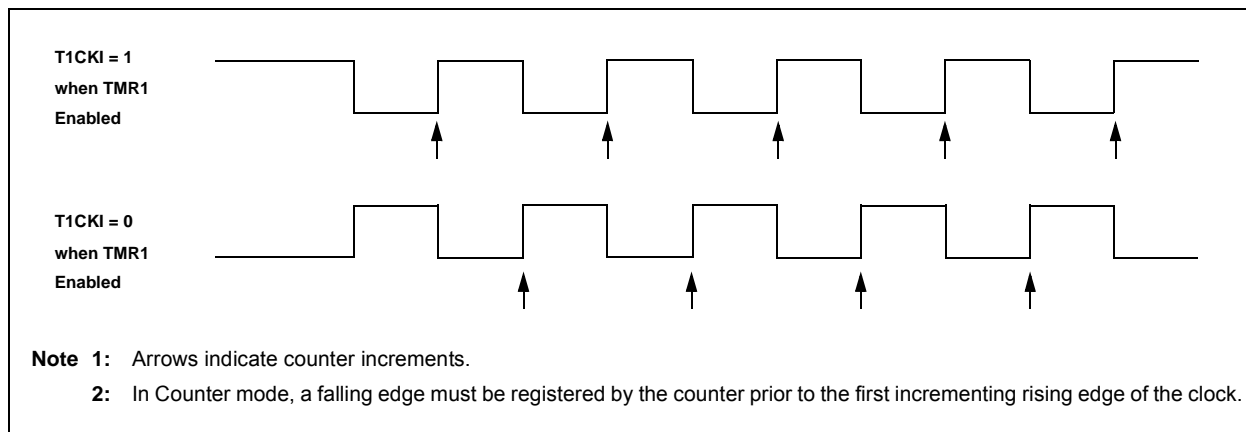 T1CKI = 1
when TMR1
Enabled
T1CKI = 0
when TMR1
Enabled
Note 1: Arrows indicate counter increments.
2: In Counter mode, a falling edge must be registered by the counter prior to the first incrementing rising edge of the clock.